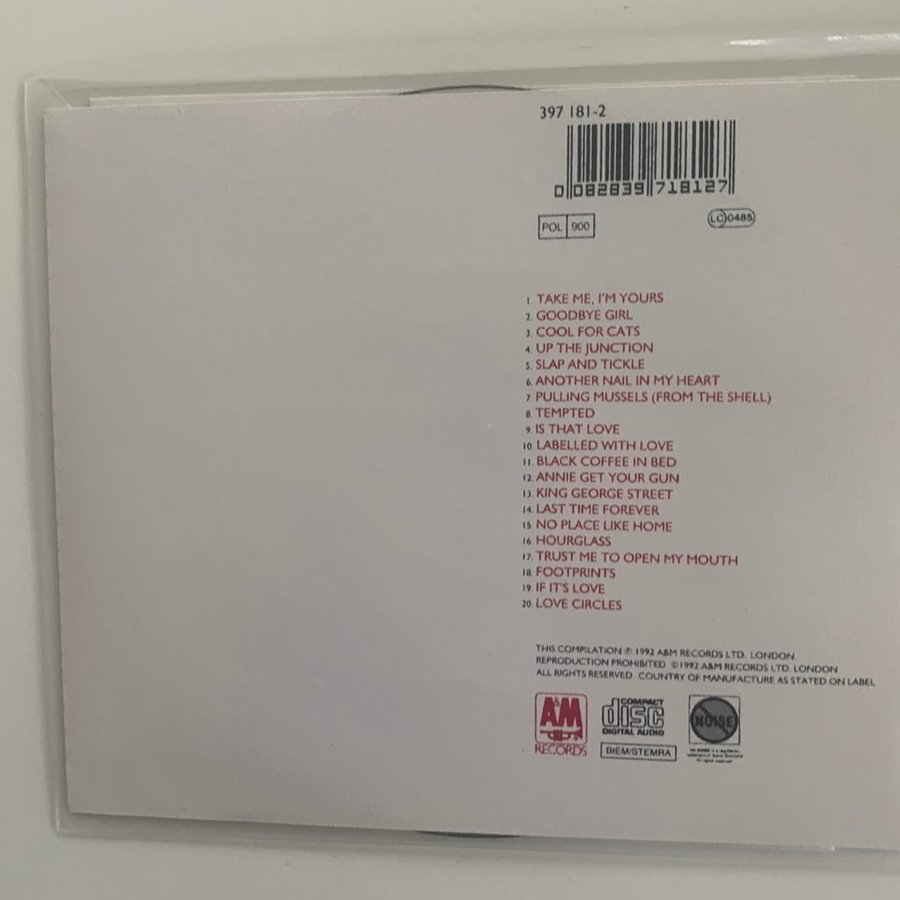 397 181-2
0 082839 718127
POL 900
LC 0485
1. TAKE ME, I'M YOURS
2. GOODBYE GIRL
3. COOL FOR CATS
4. UP THE JUNCTION
5. SLAP AND TICKLE
6. ANOTHER NAIL IN MY HEART
7. PULLING MUSSELS (FROM THE SHELL)
8. TEMPTED
9. IS THAT LOVE
10. LABELLED WITH LOVE
11. BLACK COFFEE IN BED
12. ANNIE GET YOUR GUN
13. KING GEORGE STREET
14. LAST TIME FOREVER
15. NO PLACE LIKE HOME
16. HOURGLASS
17. TRUST ME TO OPEN MY MOUTH
18. FOOTPRINTS
19. IF IT'S LOVE
20. LOVE CIRCLES
THIS COMPILATION ℗ 1992 A&M RECORDS LTD. LONDON.
REPRODUCTION PROHIBITED. ©1992 A&M RECORDS LTD. LONDON
ALL RIGHTS RESERVED. COUNTRY OF MANUFACTURE AS STATED ON LABEL
A&M
RECORDS
COMPACT
disc
DIGITAL AUDIO
BIEM/STEMRA
NOISE